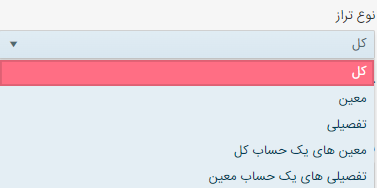 نوع تراز
کل
کل
معین
تفصیلی
معین های یک حساب کل
تفصیلی های یک حساب معین